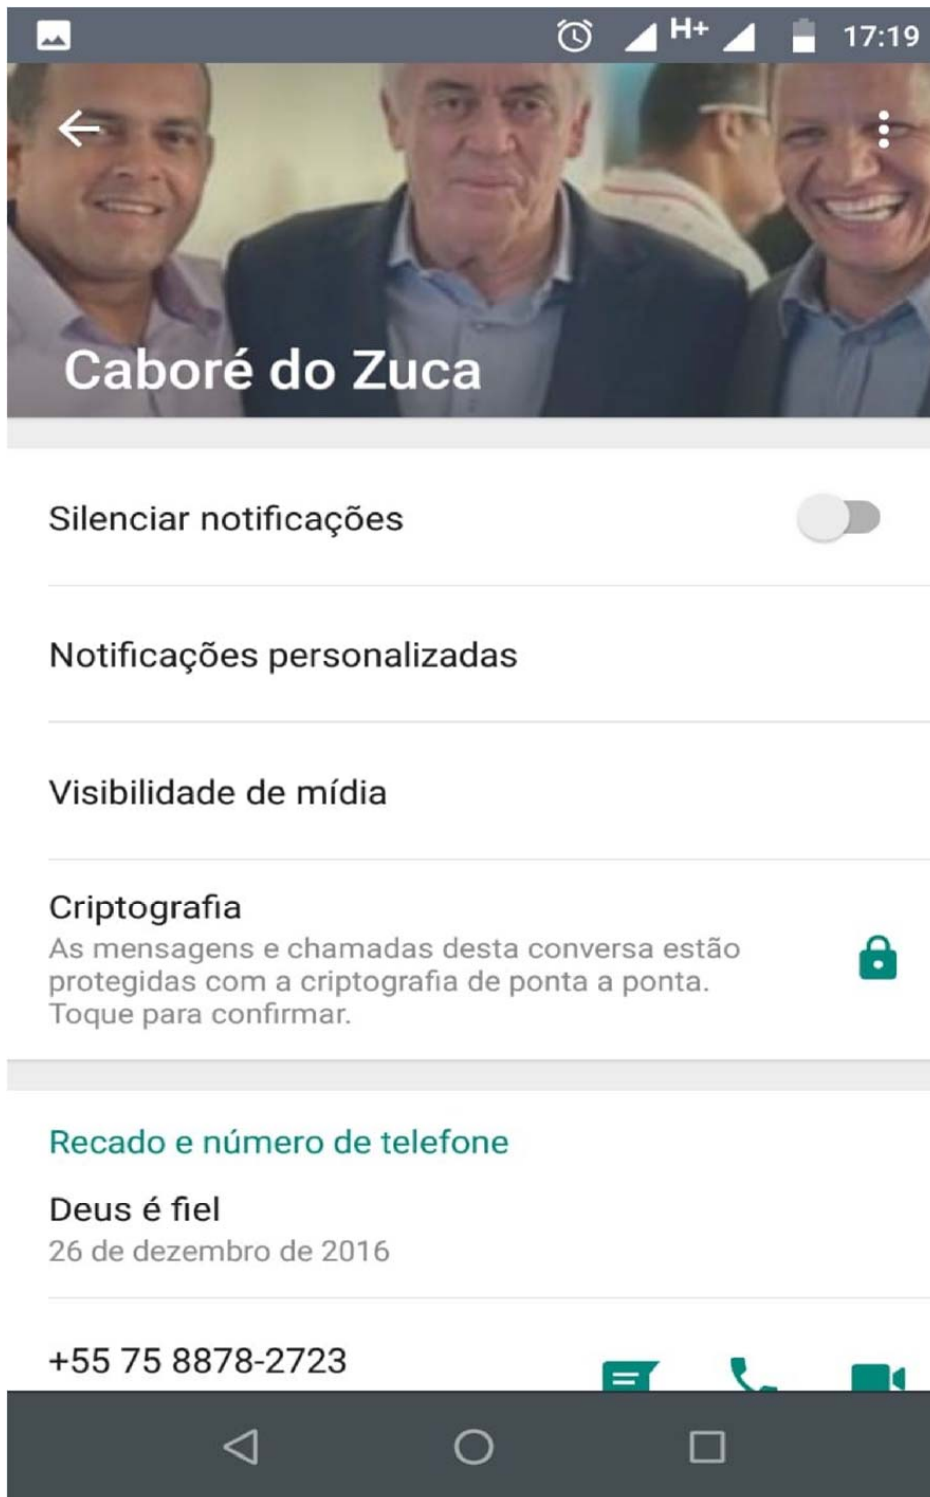 H+ 17:19
Caboré do Zuca
Silenciar notificações
Notificações personalizadas
Visibilidade de mídia
Criptografia
As mensagens e chamadas desta conversa estão
protegidas com a criptografia de ponta a ponta.
Toque para confirmar.
Recado e número de telefone
Deus é fiel
26 de dezembro de 2016
+55 75 8878-2723